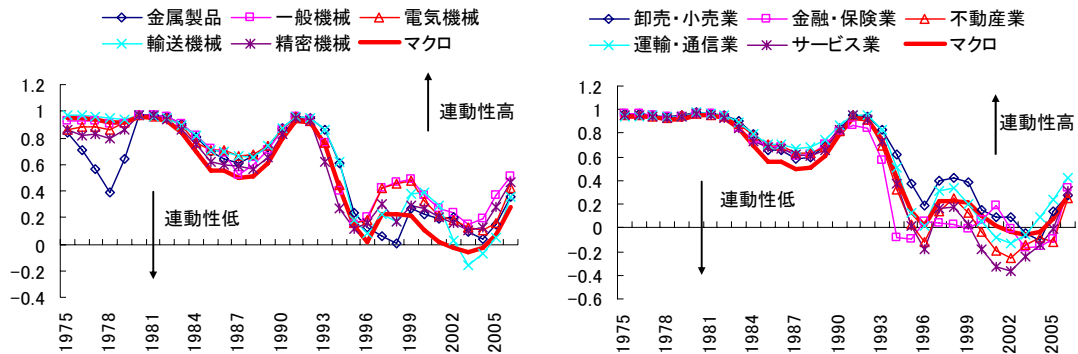 金属製品 一般機械 電気機械
輸送機械 精密機械 マクロ
1.2
1
0.8
0.6
0.4
0.2
0
-0.2
-0.4
連動性高
連動性低
1975 1978 1981 1984 1987 1990 1993 1996 1999 2002 2005
卸売・小売業 金融・保険業 不動産業
運輸・通信業 サービス業 マクロ
1.2
1
0.8
0.6
0.4
0.2
0
-0.2
-0.4
-0.6
連動性高
連動性低
1975 1978 1981 1984 1987 1990 1993 1996 1999 2002 2005